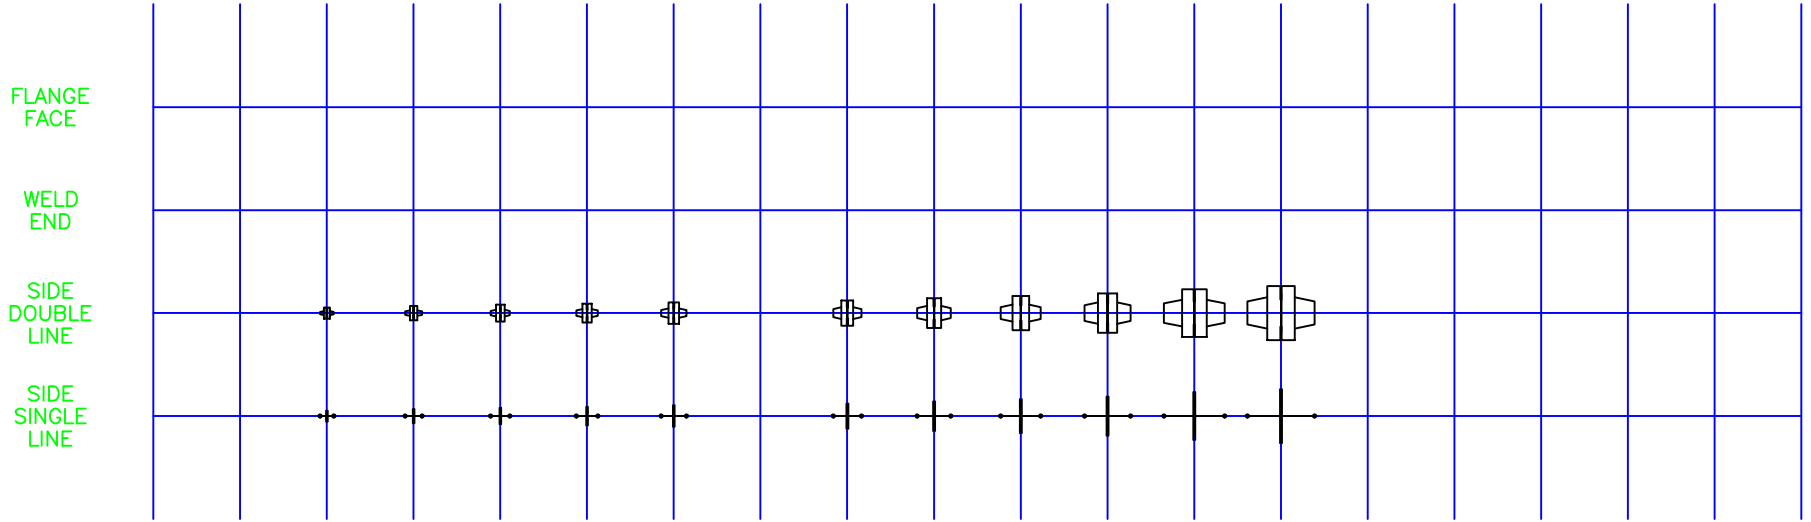 FLANGE
FACE
WELD
END
SIDE
DOUBLE
LINE
SIDE
SINGLE
LINE